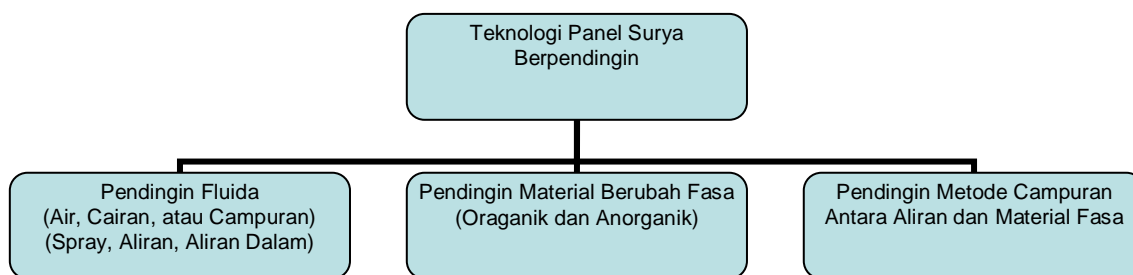 Teknologi Panel Surya
Berpendingin
Pendingin Fluida
(Air, Cairan, atau Campuran)
(Spray, Aliran, Aliran Dalam)
Pendingin Material Berubah Fasa
(Oraganik dan Anorganik)
Pendingin Metode Campuran
Antara Aliran dan Material Fasa